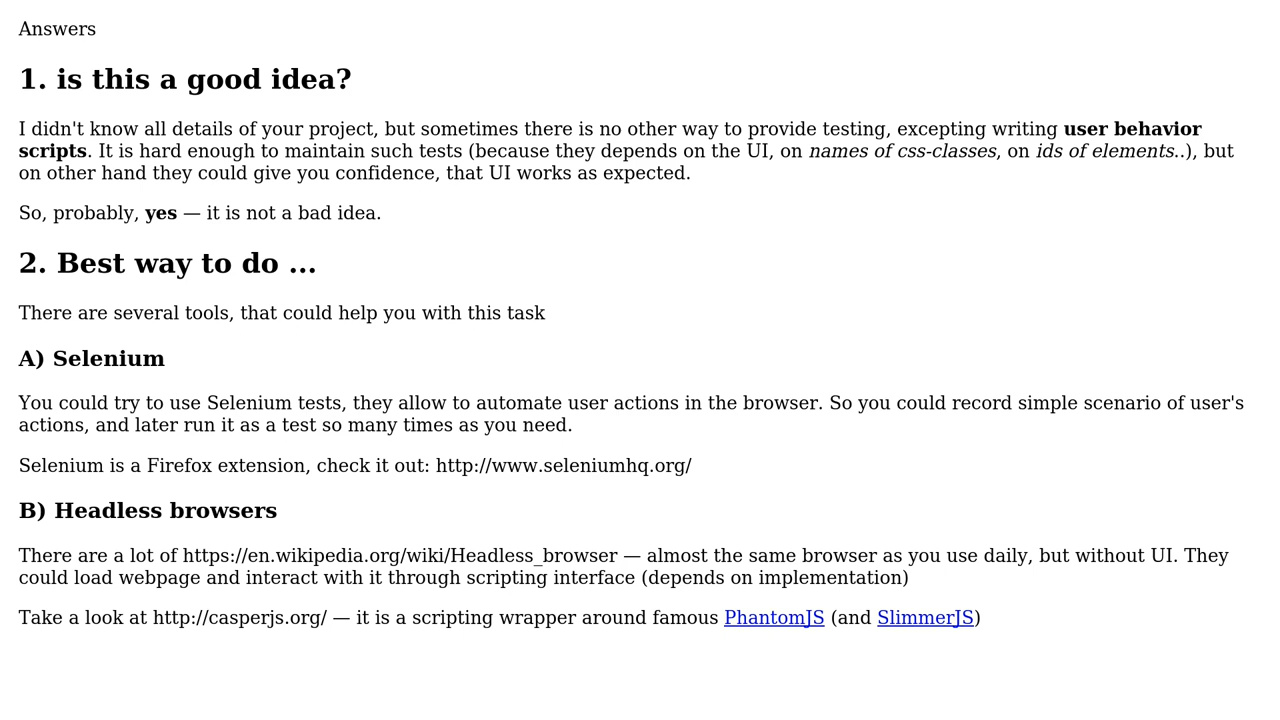 Answers
1. is this a good idea?
I didn't know all details of your project, but sometimes there is no other way to provide testing, excepting writing user behavior
scripts. It is hard enough to maintain such tests (because they depends on the UI, on names of css-classes, on ids of elements..), but
on other hand they could give you confidence, that UI works as expected.
So, probably, yes — it is not a bad idea.
2. Best way to do ...
There are several tools, that could help you with this task
A) Selenium
You could try to use Selenium tests, they allow to automate user actions in the browser. So you could record simple scenario of user's
actions, and later run it as a test so many times as you need.
Selenium is a Firefox extension, check it out: http://www.seleniumhq.org/
B) Headless browsers
There are a lot of https://en.wikipedia.org/wiki/Headless_browser — almost the same browser as you use daily, but without UI. They
could load webpage and interact with it through scripting interface (depends on implementation)
Take a look at http://casperjs.org/ — it is a scripting wrapper around famous PhantomJS (and SlimmerJS)